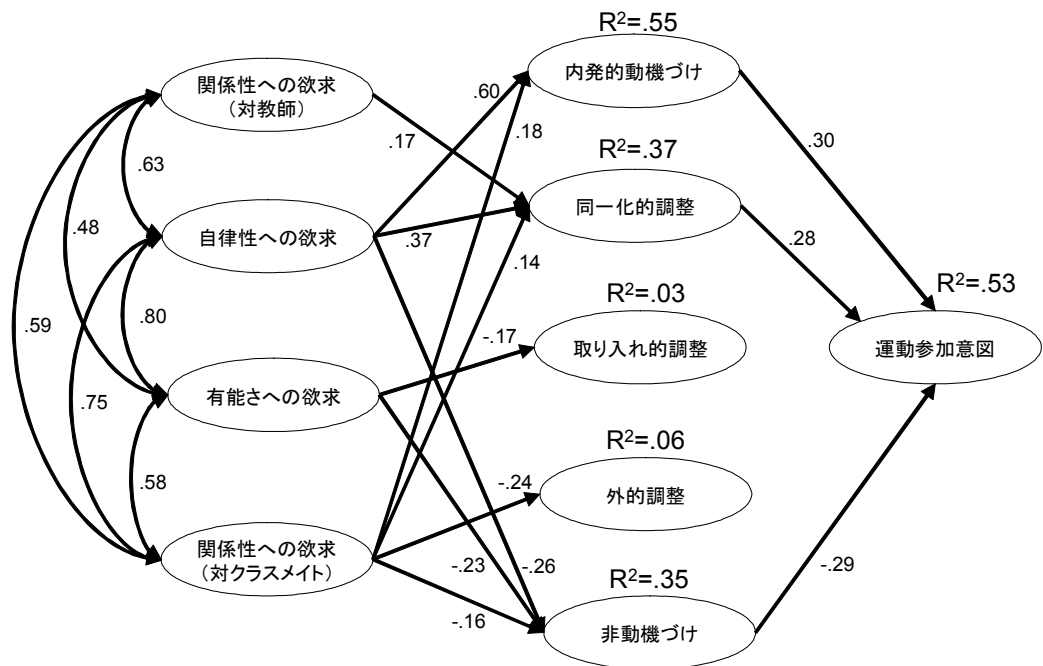 R²=.55
内発的動機づけ
関係性への欲求
（対教師）
.60
.18
.17
R²=.37
.30
.63
同一化的調整
.48
自律性への欲求
.37
.28
.14
R²=.03
R²=.53
.59
.80
-.17
取り入れ的調整
運動参加意図
有能さへの欲求
.75
R²=.06
.58
-.24
外的調整
関係性への欲求
（対クラスメイト）
-.23
-.26
R²=.35
-.29
-.16
非動機づけ